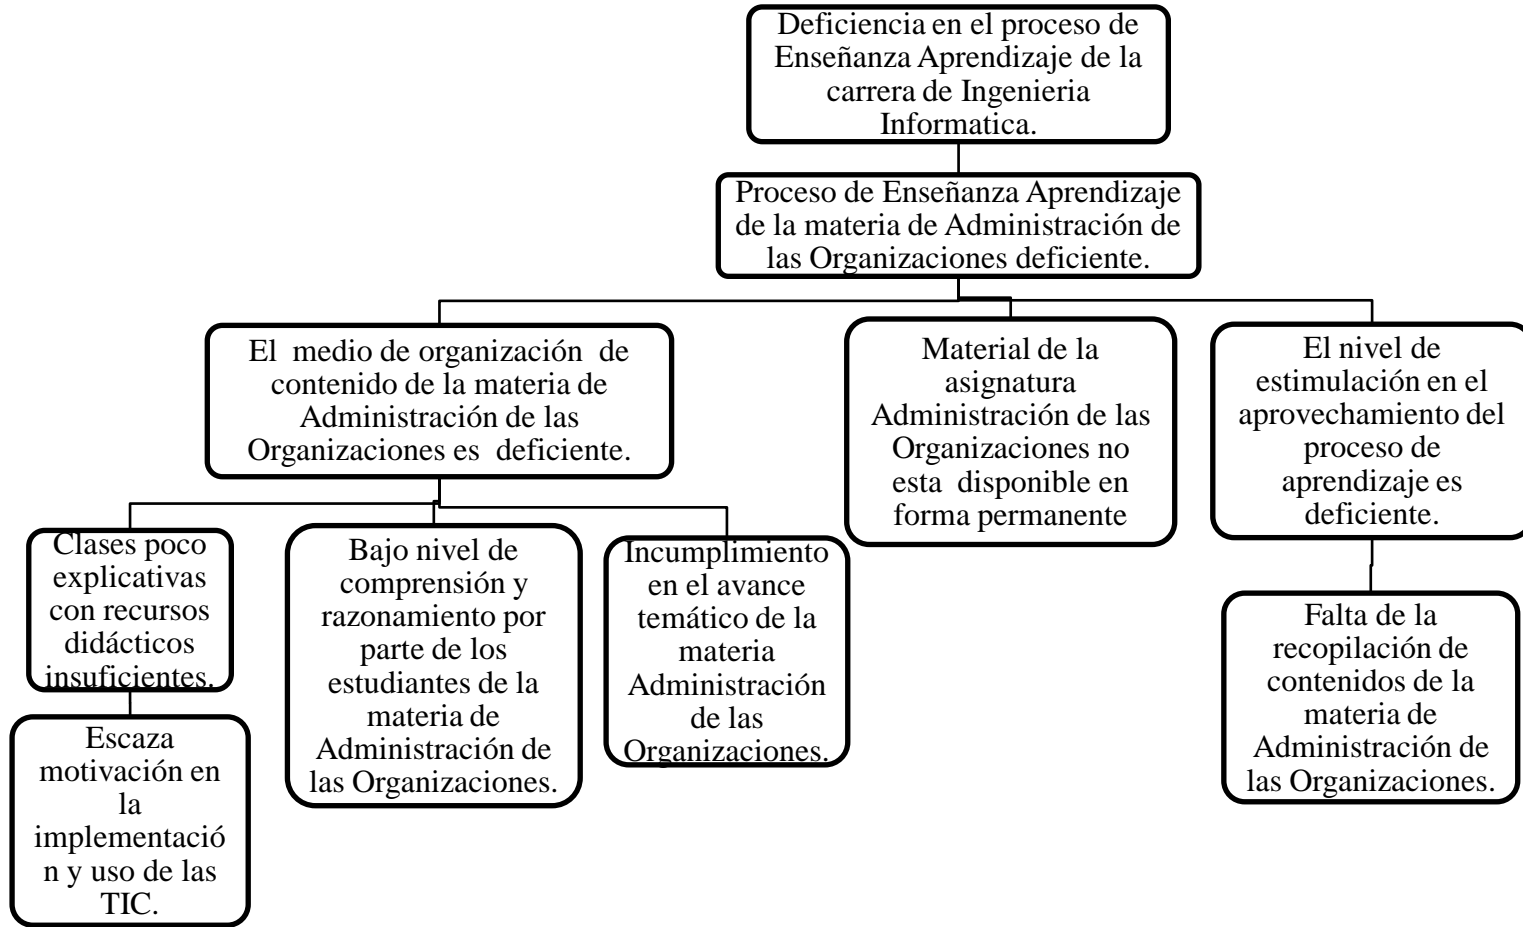 Deficiencia en el proceso de
Enseñanza Aprendizaje de la
carrera de Ingenieria
Informatica.
Proceso de Enseñanza Aprendizaje
de la materia de Administración de
las Organizaciones deficiente.
El medio de organización de
contenido de la materia de
Administración de las
Organizaciones es deficiente.
Material de la
asignatura
Administración de las
Organizaciones no
esta disponible en
forma permanente
El nivel de
estimulación en el
aprovechamiento del
proceso de
aprendizaje es
deficiente.
Clases poco
explicativas
con recursos
didácticos
insuficientes.
Bajo nivel de
comprensión y
razonamiento por
parte de los
estudiantes de la
materia de
Administración de
las Organizaciones.
Incumplimiento
en el avance
temático de la
materia
Administración
de las
Organizaciones.
Falta de la
recopilación de
contenidos de la
materia de
Administración de
las Organizaciones.
Escaza
motivación en
la
implementació
n y uso de las
TIC.